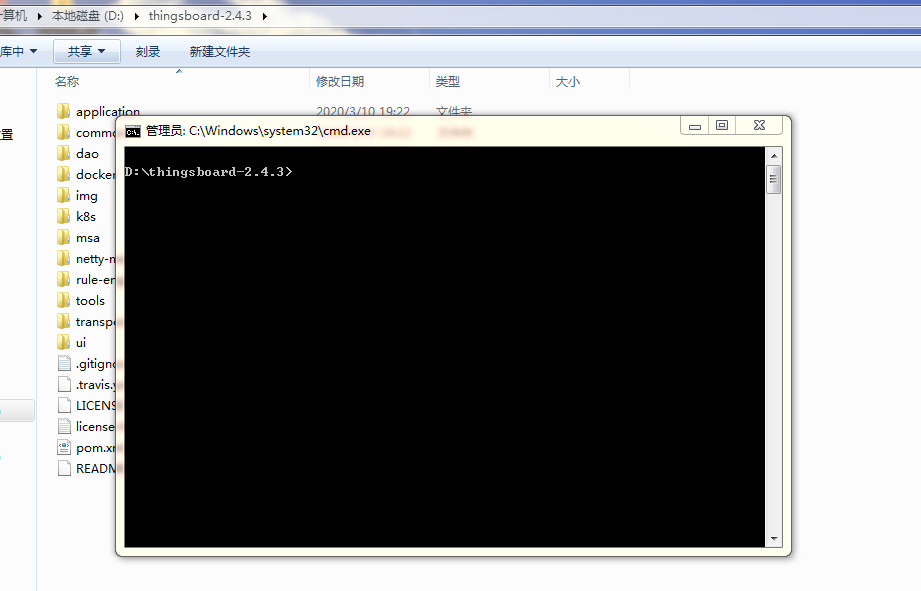 计算机 ▸ 本地磁盘 (D:) ▸ thingsboard-2.4.3 ▸
库中 共享 刻录 新建文件夹
名称 修改日期 类型 大小
application 2020/3/10 19:22 文件夹
管理员: C:\Windows\system32\cmd.exe
commo
置
dao
D:\thingsboard-2.4.3>
docker
img
k8s
msa
netty-m
rule-en
tools
transpo
ui
.gitigno
.travis.y
LICENS
license
pom.xm
READM